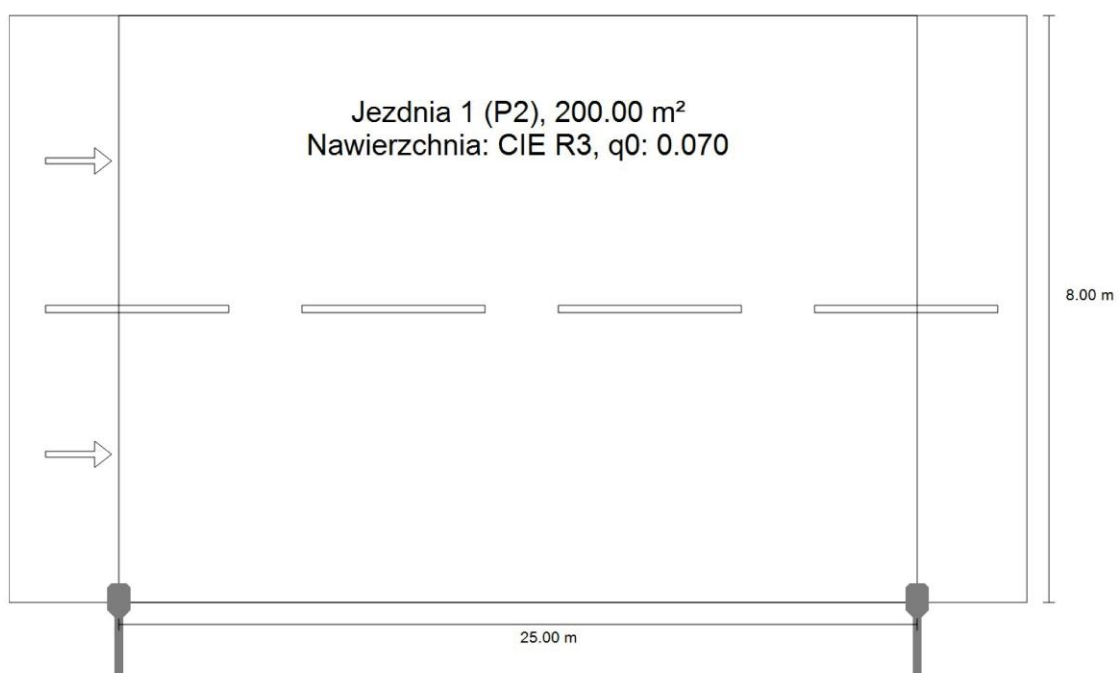 Jezdnia 1 (P2), 200.00 m²
Nawierzchnia: CIE R3, q0: 0.070
8.00 m
25.00 m